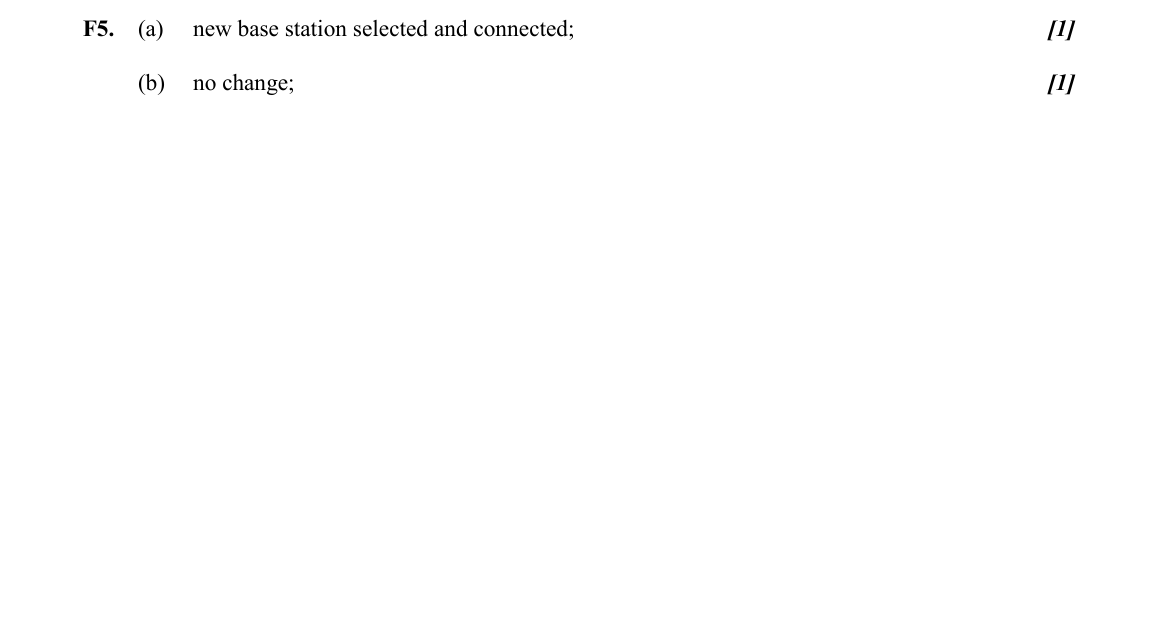 F5. (a) new base station selected and connected; [1]
(b) no change; [1]